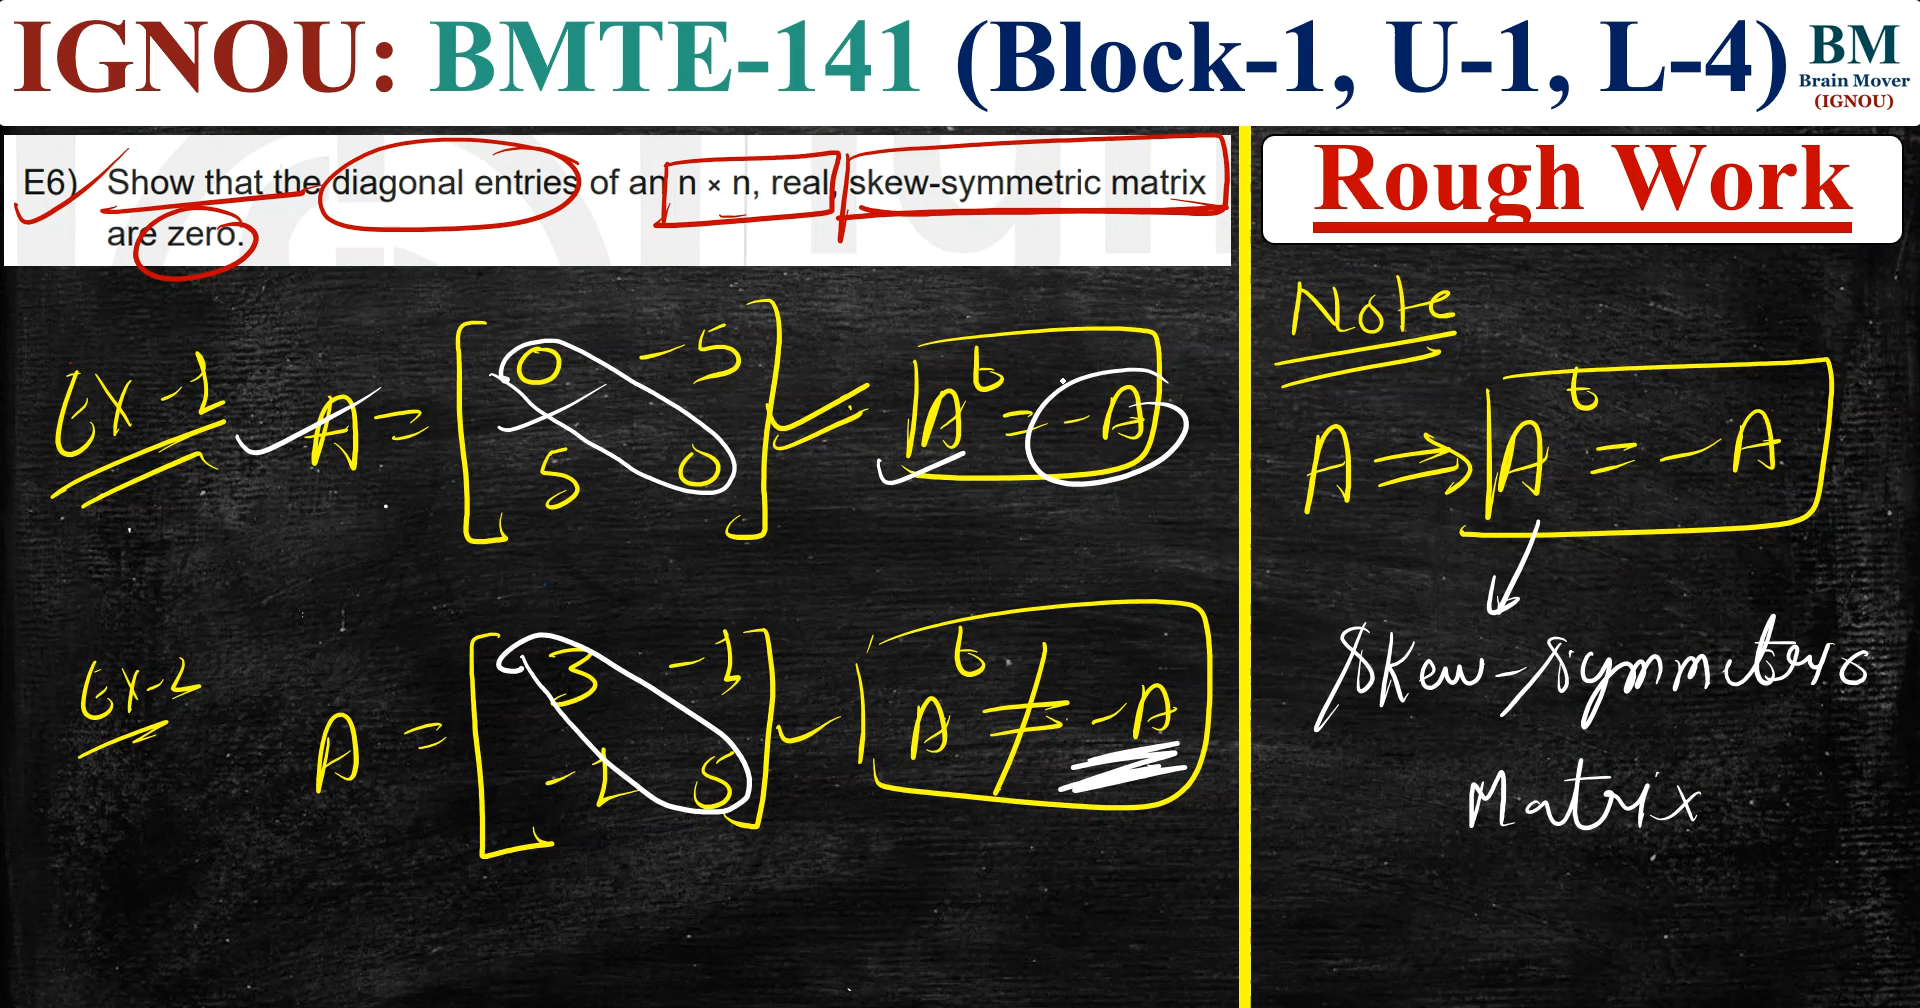 IGNOU: BMTE-141 (Block-1, U-1, L-4)
BM
Brain Mover
(IGNOU)
E6) Show that the diagonal entries of an n × n, real, skew-symmetric matrix
are zero.
Rough Work
Note
A ⇒ A^t = -A
Skew-Symmetric
Matrix
Ex-1 A = [0 -5
5 0] A^t = -A
Ex-2 A = [3 -1
-1 5] A^t ≠ -A